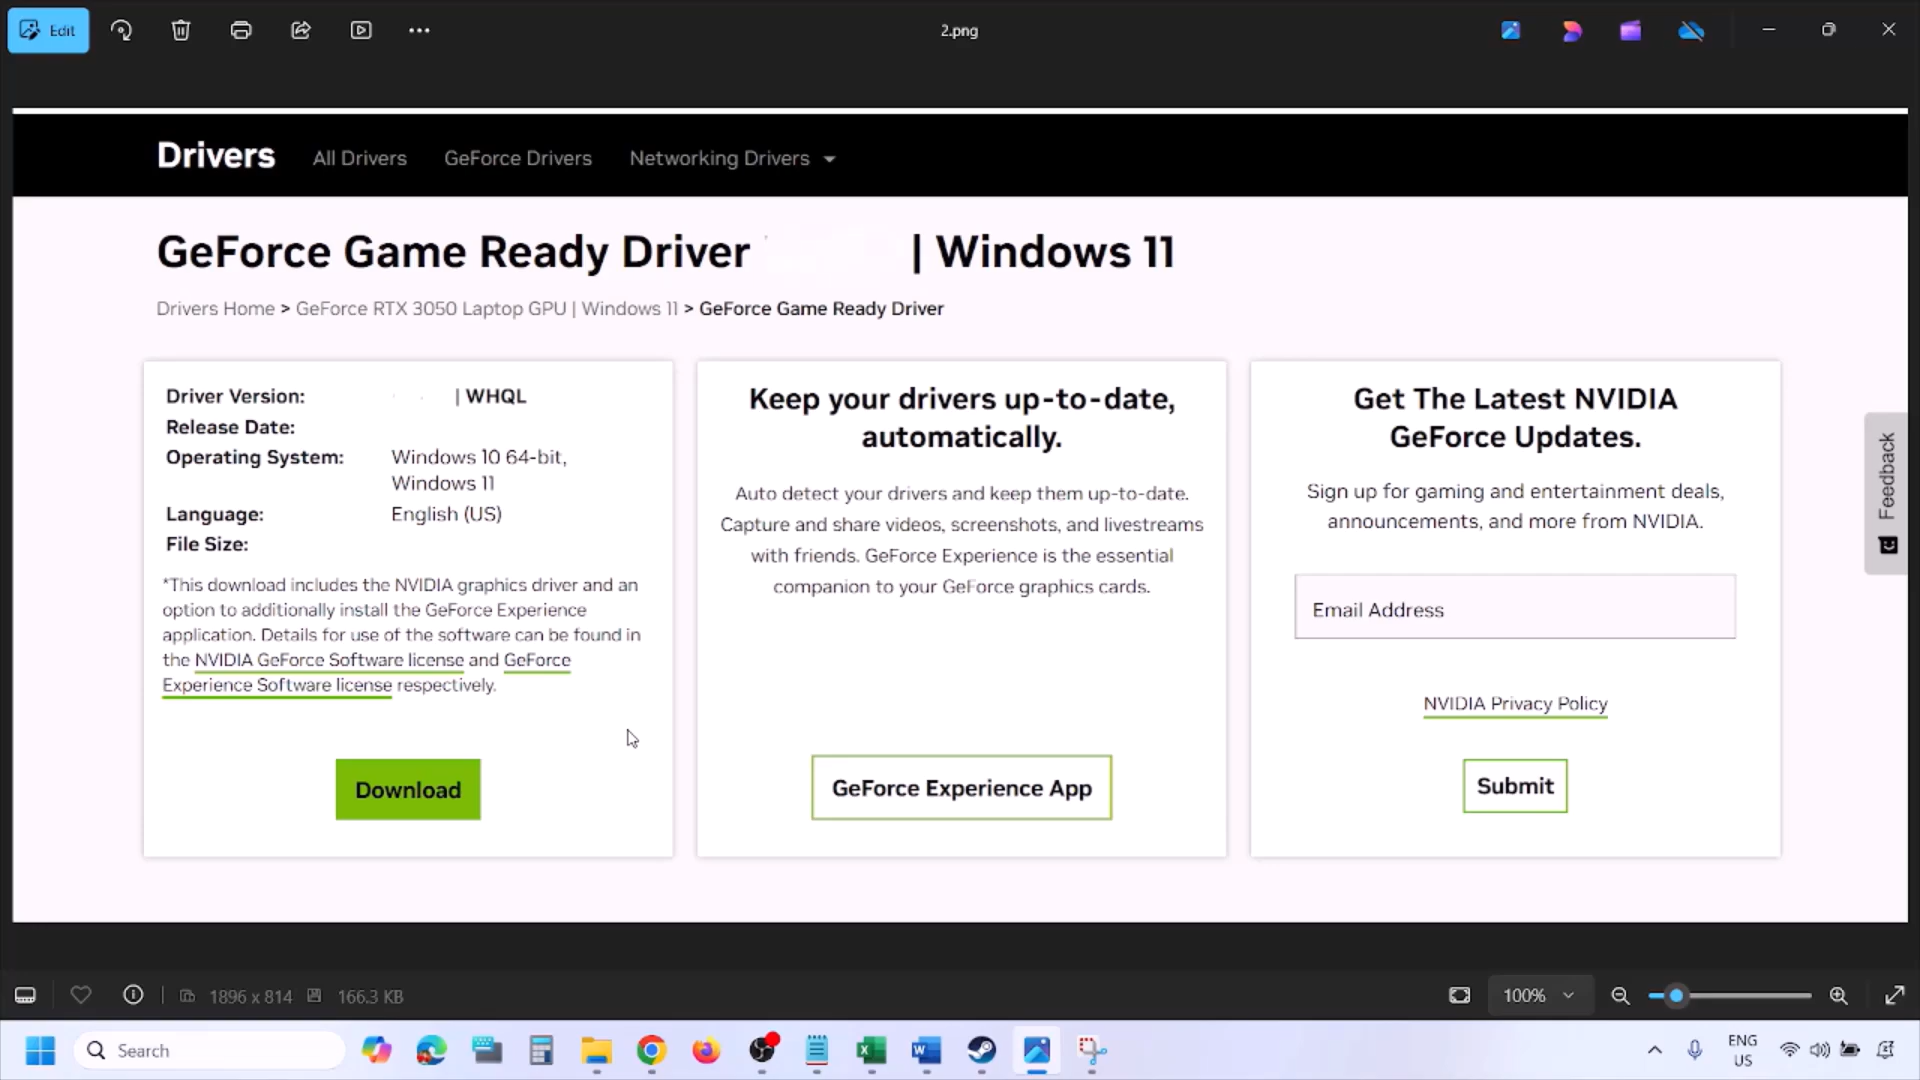 Edit
2.png
Drivers All Drivers GeForce Drivers Networking Drivers
GeForce Game Ready Driver | Windows 11
Drivers Home > GeForce RTX 3050 Laptop GPU | Windows 11 > GeForce Game Ready Driver
Driver Version: | WHQL
Release Date:
Operating System: Windows 10 64-bit,
Windows 11
Language: English (US)
File Size:
*This download includes the NVIDIA graphics driver and an
option to additionally install the GeForce Experience
application. Details for use of the software can be found in
the NVIDIA GeForce Software license and GeForce
Experience Software license respectively.
Download
Keep your drivers up-to-date,
automatically.
Auto detect your drivers and keep them up-to-date.
Capture and share videos, screenshots, and livestreams
with friends. GeForce Experience is the essential
companion to your GeForce graphics cards.
GeForce Experience App
Get The Latest NVIDIA
GeForce Updates.
Sign up for gaming and entertainment deals,
announcements, and more from NVIDIA.
Email Address
NVIDIA Privacy Policy
Submit
Feedback
1896 x 814 166.3 KB
100%
Search
ENG
US